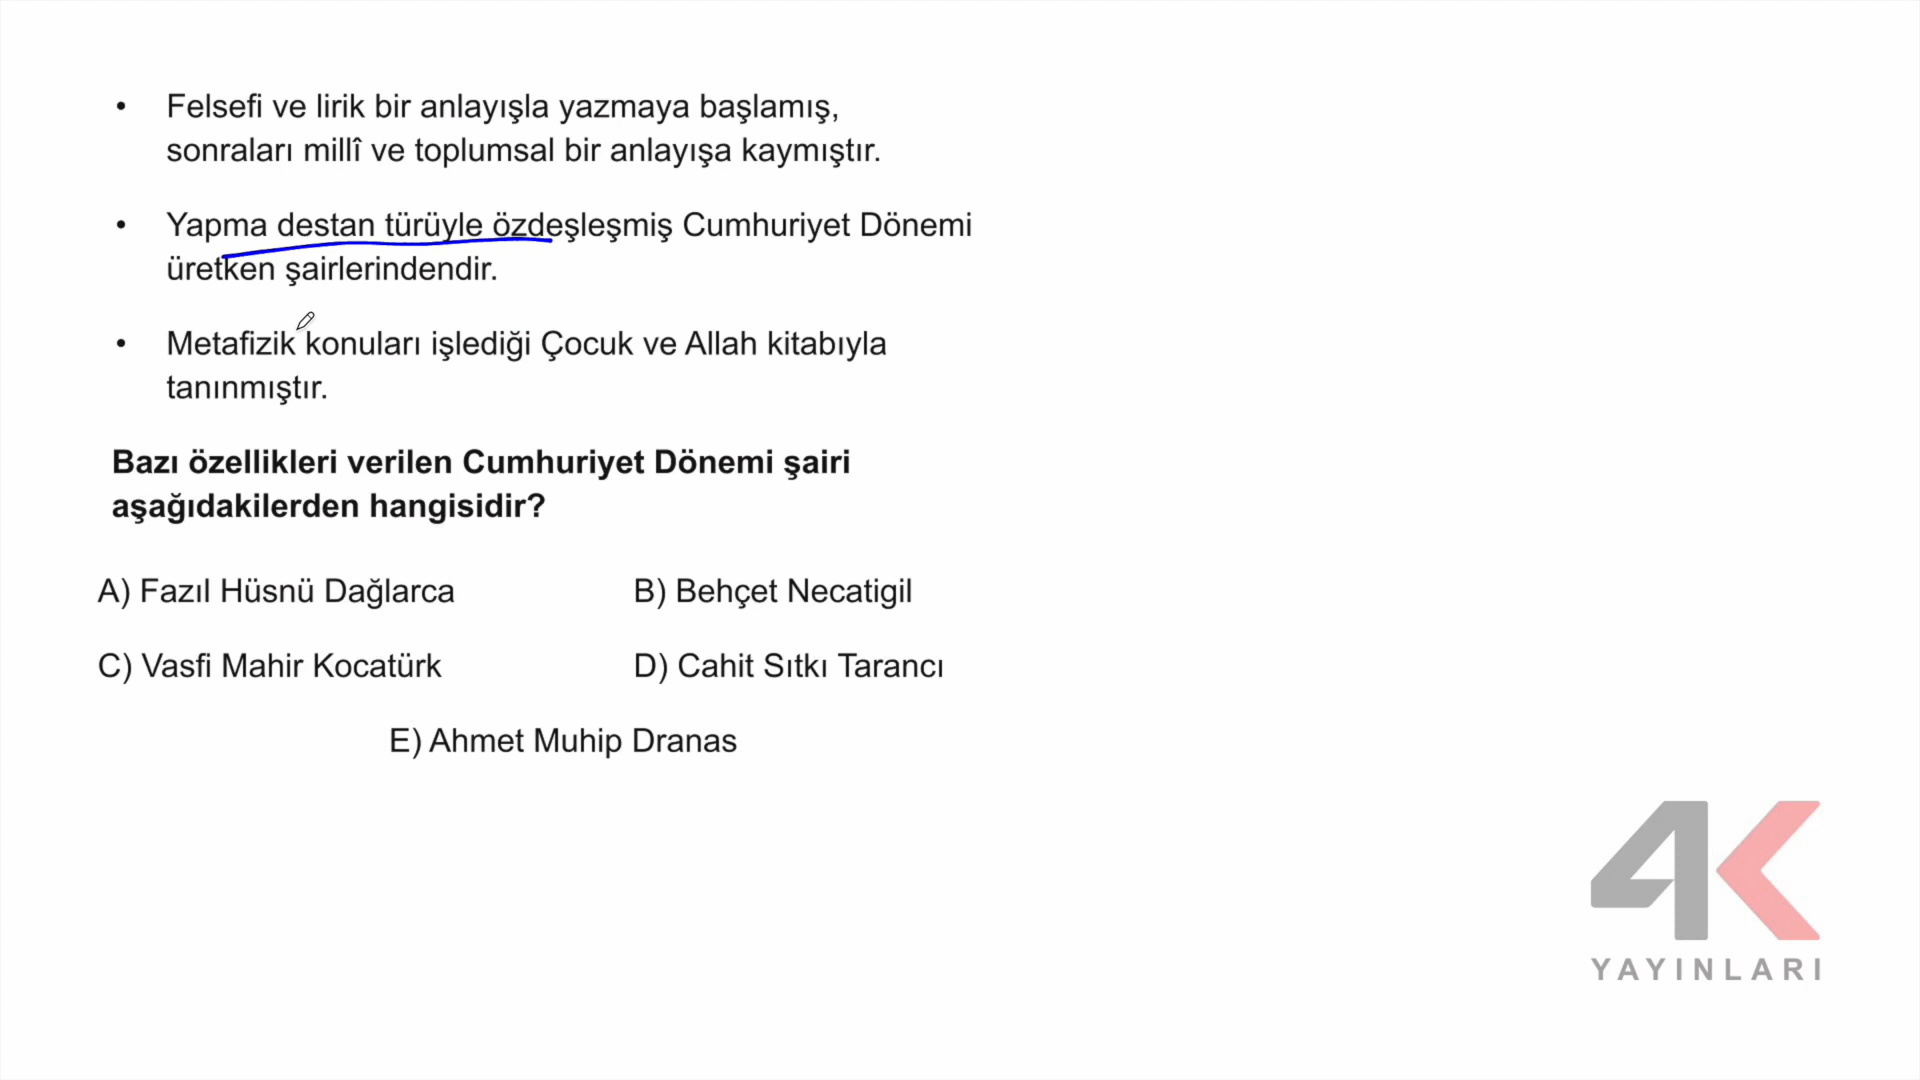 • Felsefi ve lirik bir anlayışla yazmaya başlamış,
sonraları millî ve toplumsal bir anlayışa kaymıştır.
• Yapma destan türüyle özdeşleşmiş Cumhuriyet Dönemi
üretken şairlerindendir.
• Metafizik konuları işlediği Çocuk ve Allah kitabıyla
tanınmıştır.
Bazı özellikleri verilen Cumhuriyet Dönemi şairi
aşağıdakilerden hangisidir?
A) Fazıl Hüsnü Dağlarca B) Behçet Necatigil
C) Vasfi Mahir Kocatürk D) Cahit Sıtkı Tarancı
E) Ahmet Muhip Dranas
4K
YAYINLARI